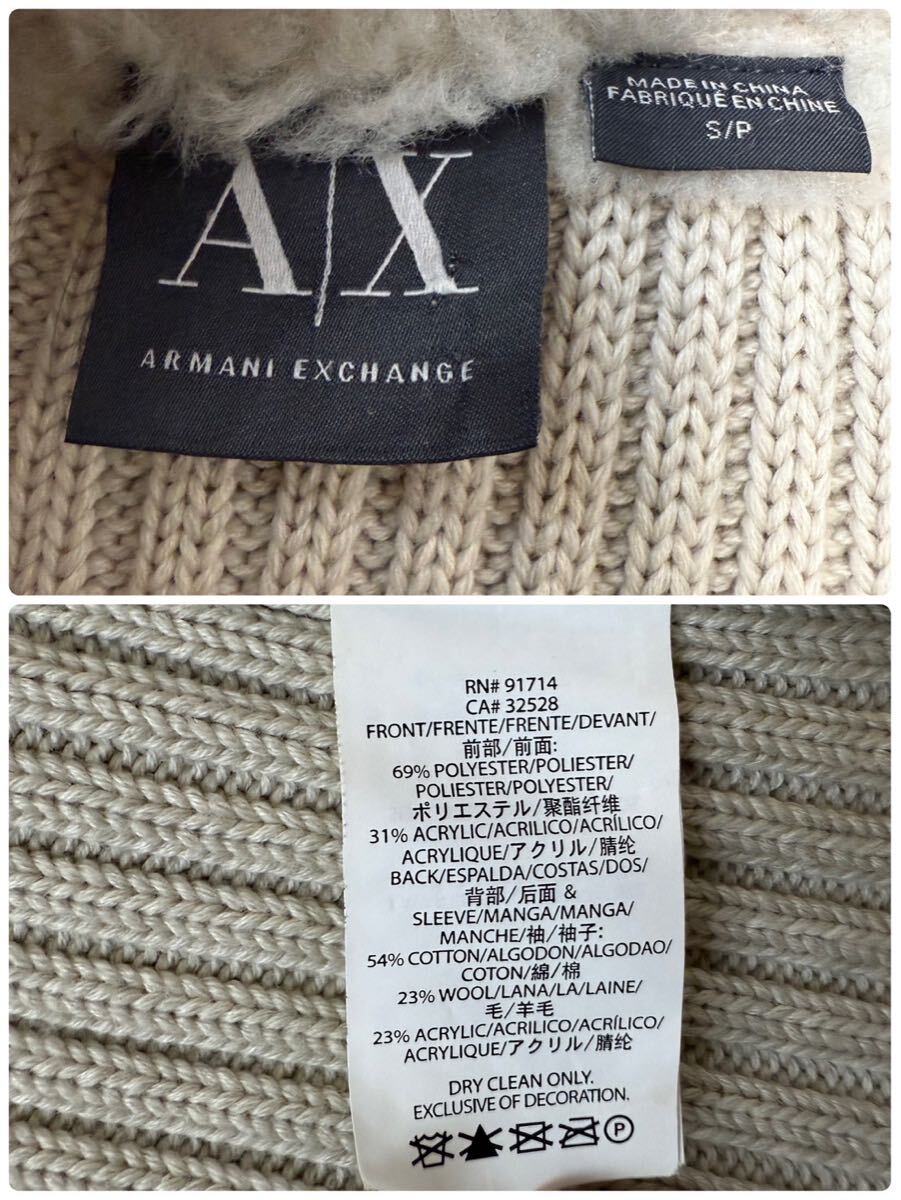 A|X
ARMANI EXCHANGE
MADE IN CHINA
FABRIQUÉ EN CHINE
S/P
RN# 91714
CA# 32528
FRONT/FRENTE/FRENTE/DEVANT/
前部/前面:
69% POLYESTER/POLIESTER/
POLIESTER/POLYESTER/
ポリエステル/聚酯纤维
31% ACRYLIC/ACRILICO/ACRÍLICO/
ACRYLIQUE/アクリル/腈纶
BACK/ESPALDA/COSTAS/DOS/
背部/后面 &
SLEEVE/MANGA/MANGA/
MANCHE/袖/袖子:
54% COTTON/ALGODON/ALGODAO/
COTON/綿/棉
23% WOOL/LANA/LA/LAINE/
毛/羊毛
23% ACRYLIC/ACRILICO/ACRÍLICO/
ACRYLIQUE/アクリル/腈纶
DRY CLEAN ONLY.
EXCLUSIVE OF DECORATION.
P